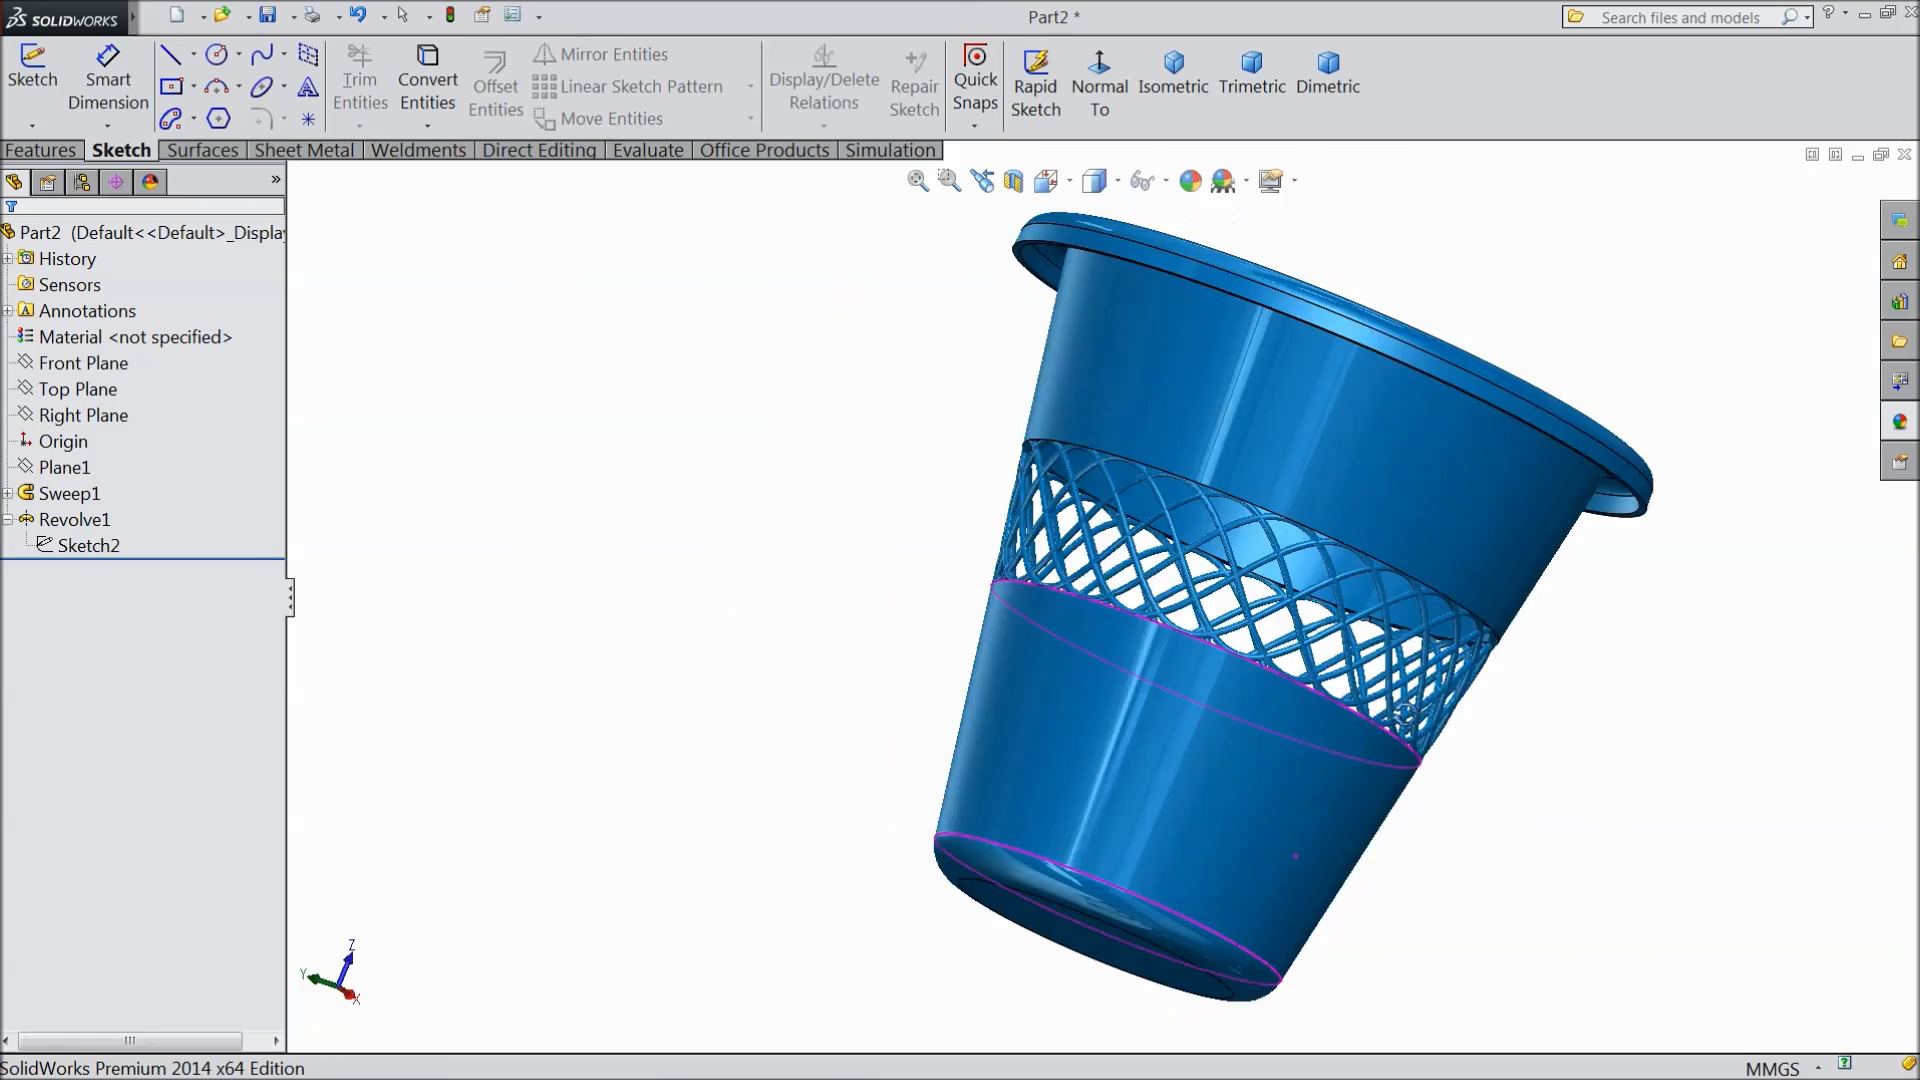 SOLIDWORKS
Part2 *
Search files and models
Sketch
Smart Dimension
Trim Entities
Convert Entities
Offset Entities
Mirror Entities
Linear Sketch Pattern
Move Entities
Display/Delete Relations
Repair Sketch
Quick Snaps
Rapid Sketch
Normal To
Isometric
Trimetric
Dimetric
Features
Sketch
Surfaces
Sheet Metal
Weldments
Direct Editing
Evaluate
Office Products
Simulation
Part2 (Default<<Default>_Displa
History
Sensors
Annotations
Material <not specified>
Front Plane
Top Plane
Right Plane
Origin
Plane1
Sweep1
Revolve1
Sketch2
Z
Y
X
SolidWorks Premium 2014 x64 Edition
MMGS